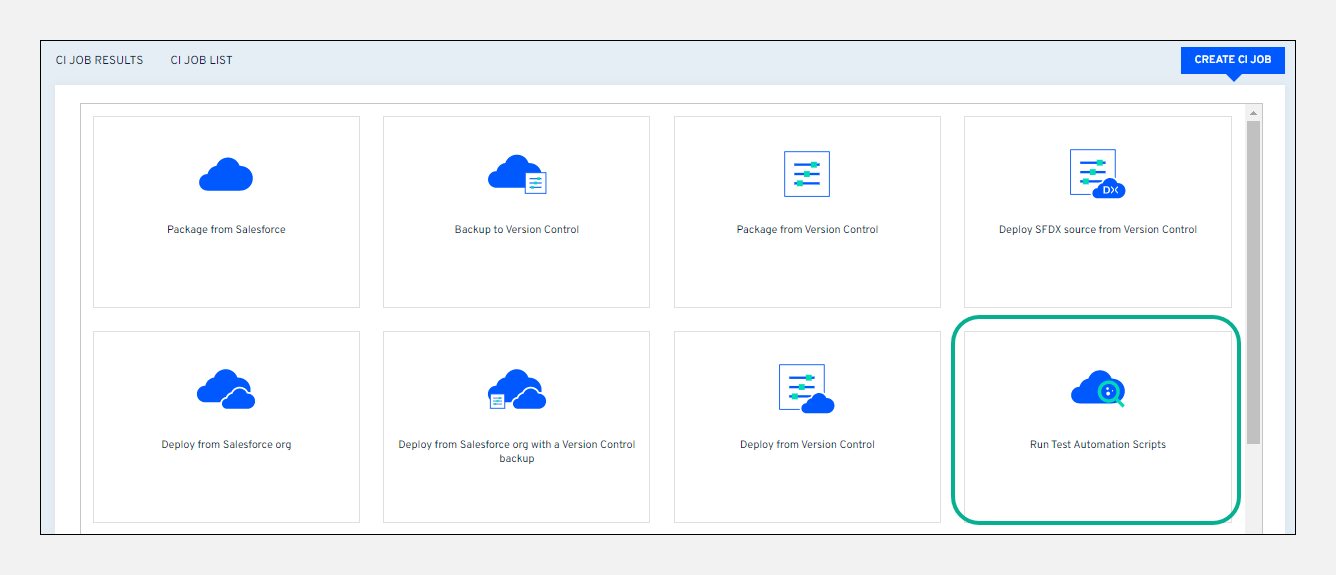 CI JOB RESULTS
CI JOB LIST
CREATE CI JOB
Package from Salesforce
Backup to Version Control
Package from Version Control
DX
Deploy SFDX source from Version Control
Deploy from Salesforce org
Deploy from Salesforce org with a Version Control
backup
Deploy from Version Control
Run Test Automation Scripts